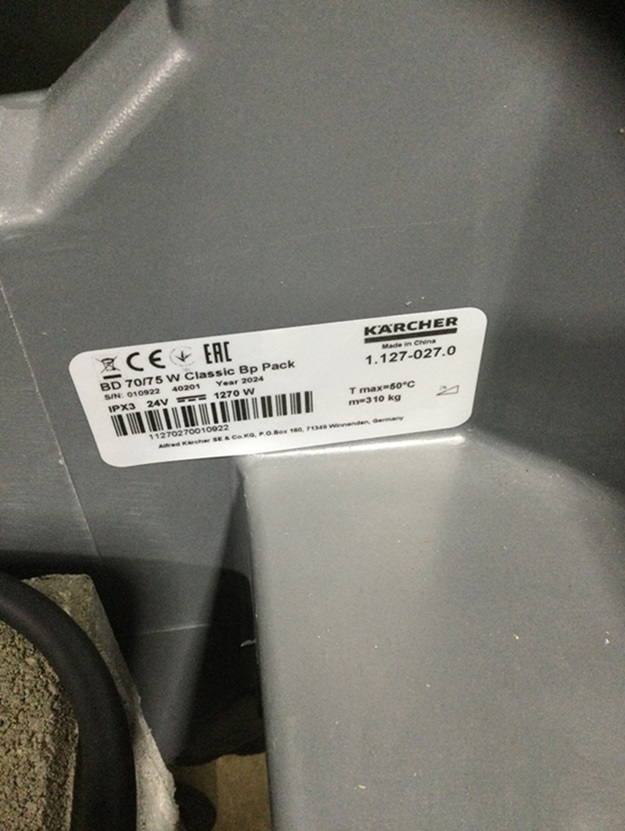 CE EAC
BD 70/75 W Classic Bp Pack
S/N: 010922 40201 Year 2024
IPX3 24V 1270 W
11270270010922
Alfred Kärcher SE & Co.KG, P.O.Box 160, 71349 Winnenden, Germany
KÄRCHER
Made in China
1.127-027.0
T max=50°C
m=310 kg